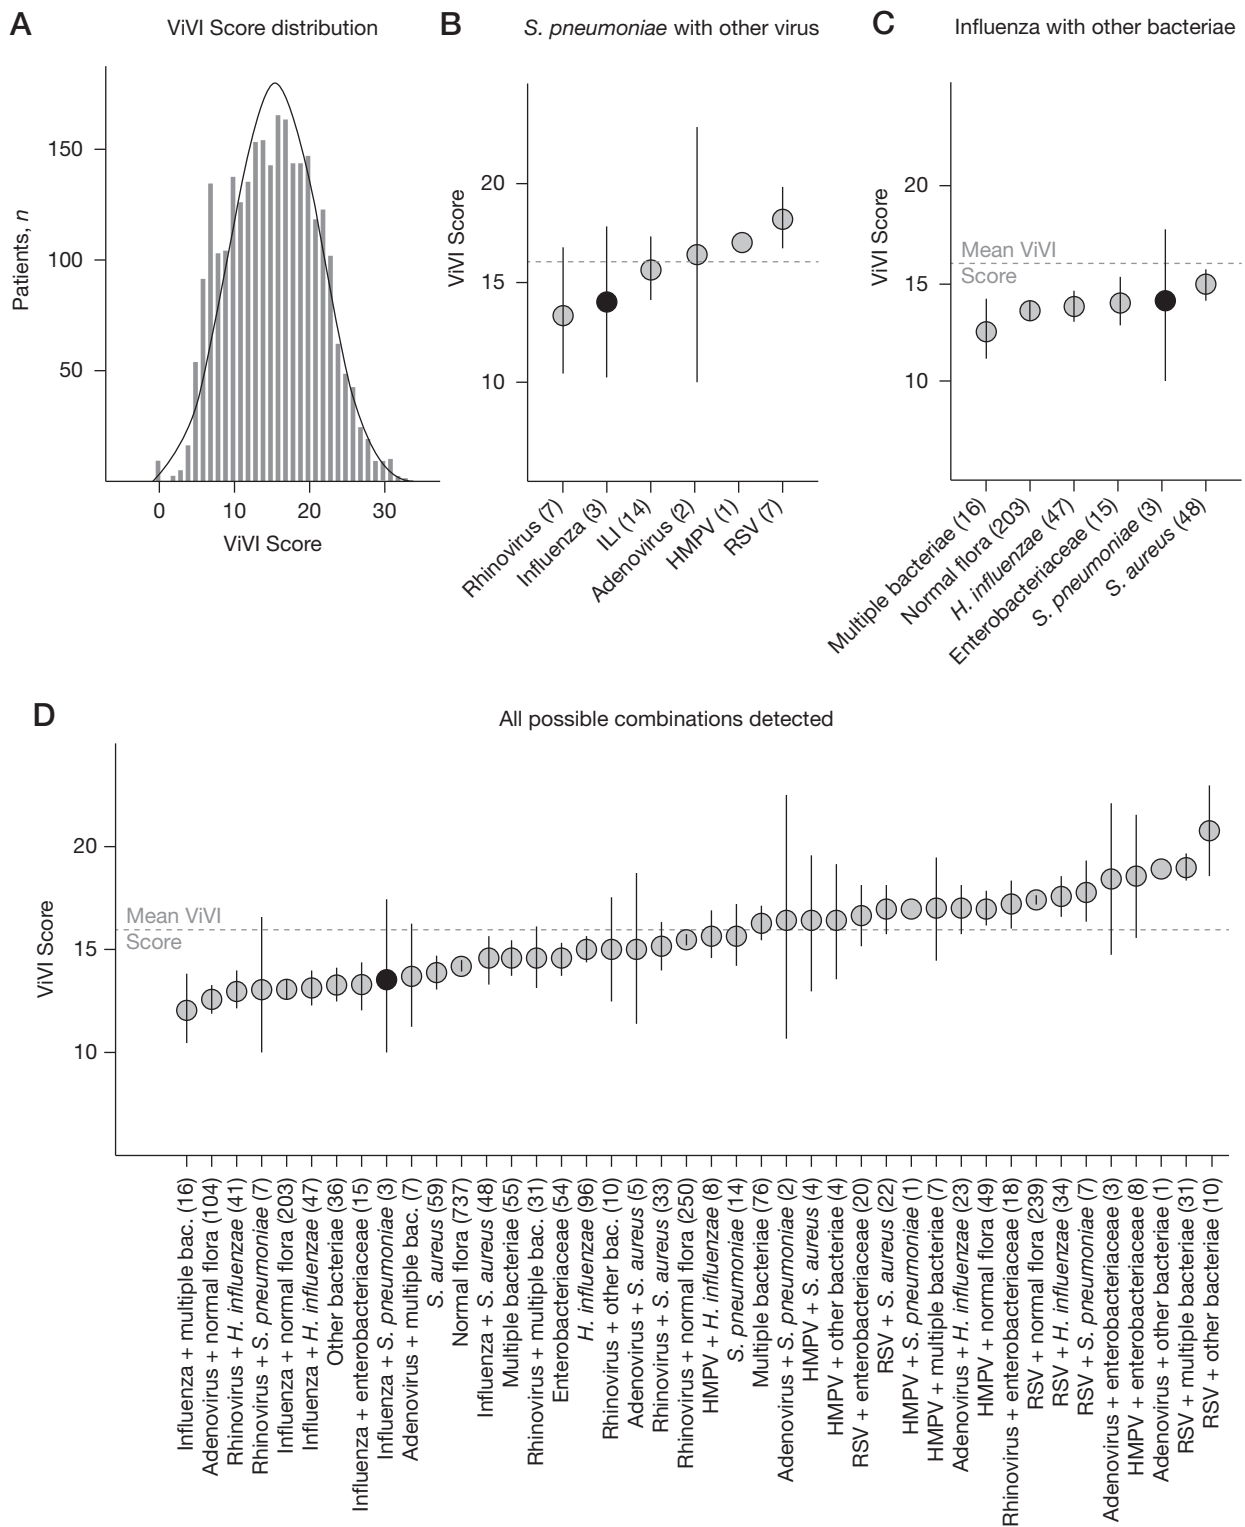 A
ViVI Score distribution
Patients, n
150
100
50
0
10
20
30
ViVI Score
B
S. pneumoniae with other virus
ViVI Score
20
15
10
Rhinovirus (7)
Influenza (3)
ILI (14)
Adenovirus (2)
HMPV (1)
RSV (7)
C
Influenza with other bacteriae
ViVI Score
20
15
10
Mean ViVI
Score
Multiple bacteriae (16)
Normal flora (203)
H. influenzae (47)
Enterobacteriaceae (15)
S. pneumoniae (3)
S. aureus (48)
D
All possible combinations detected
ViVI Score
20
15
10
Mean ViVI
Score
Influenza + multiple bac. (16)
Adenovirus + normal flora (104)
Rhinovirus + H. influenzae (41)
Rhinovirus + S. pneumoniae (7)
Influenza + normal flora (203)
Influenza + H. influenzae (47)
Other bacteriae (36)
Influenza + enterobacteriaceae (15)
Influenza + S. pneumoniae (3)
Adenovirus + multiple bac. (7)
S. aureus (59)
Normal flora (737)
Influenza + S. aureus (48)
Multiple bacteriae (55)
Rhinovirus + multiple bac. (31)
Enterobacteriaceae (54)
H. influenzae (96)
Rhinovirus + other bac. (10)
Adenovirus + S. aureus (5)
Rhinovirus + S. aureus (33)
Rhinovirus + normal flora (250)
HMPV + H. influenzae (8)
S. pneumoniae (14)
Multiple bacteriae (76)
Adenovirus + S. pneumoniae (2)
HMPV + S. aureus (4)
HMPV + other bacteriae (4)
RSV + enterobacteriaceae (20)
RSV + S. aureus (22)
HMPV + S. pneumoniae (1)
HMPV + multiple bacteriae (7)
Adenovirus + H. influenzae (23)
HMPV + normal flora (49)
Rhinovirus + enterobacteriaceae (18)
RSV + normal flora (239)
RSV + H. influenzae (34)
RSV + S. pneumoniae (7)
Adenovirus + enterobacteriaceae (3)
HMPV + enterobacteriaceae (8)
Adenovirus + other bacteriae (1)
RSV + multiple bacteriae (31)
RSV + other bacteriae (10)